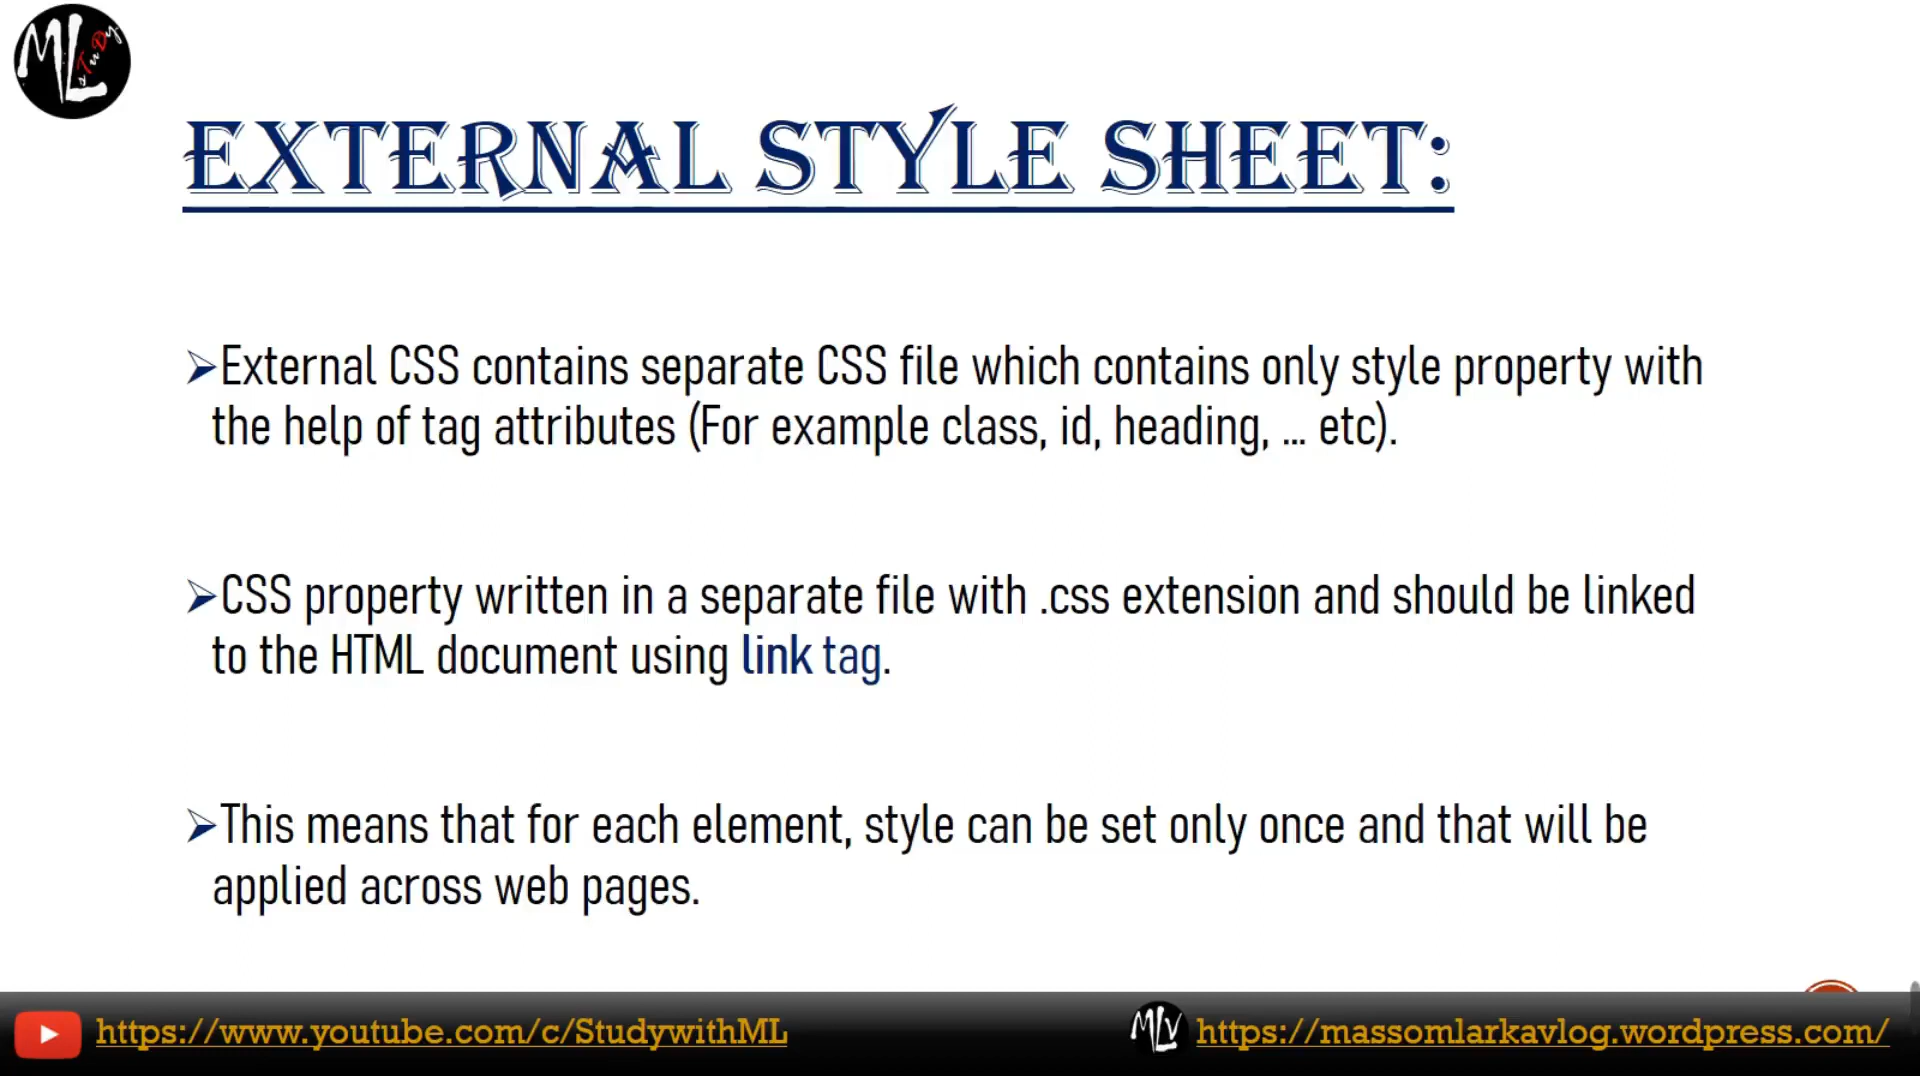 ML sTuDy
EXTERNAL STYLE SHEET:
➢External CSS contains separate CSS file which contains only style property with
the help of tag attributes (For example class, id, heading, ... etc).
➢CSS property written in a separate file with .css extension and should be linked
to the HTML document using link tag.
➢This means that for each element, style can be set only once and that will be
applied across web pages.
https://www.youtube.com/c/StudywithML
MLV https://massomlarkavlog.wordpress.com/